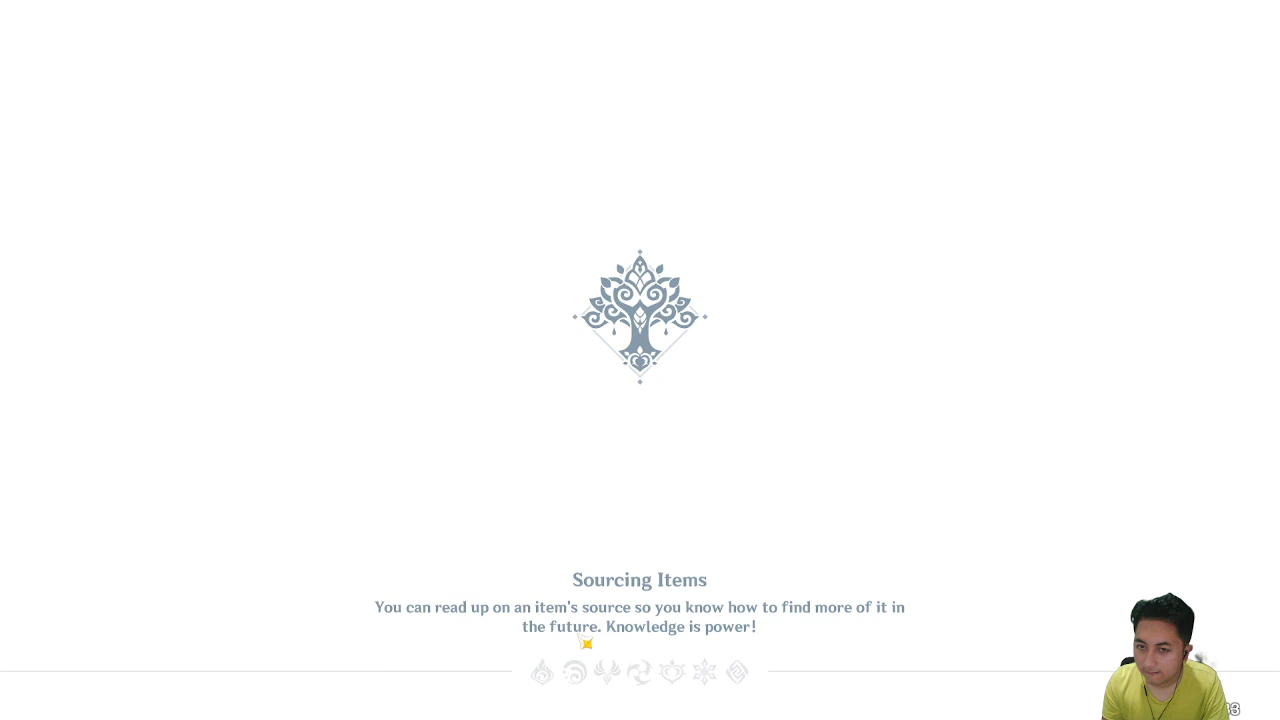 Sourcing Items
You can read up on an item's source so you know how to find more of it in
the future. Knowledge is power!